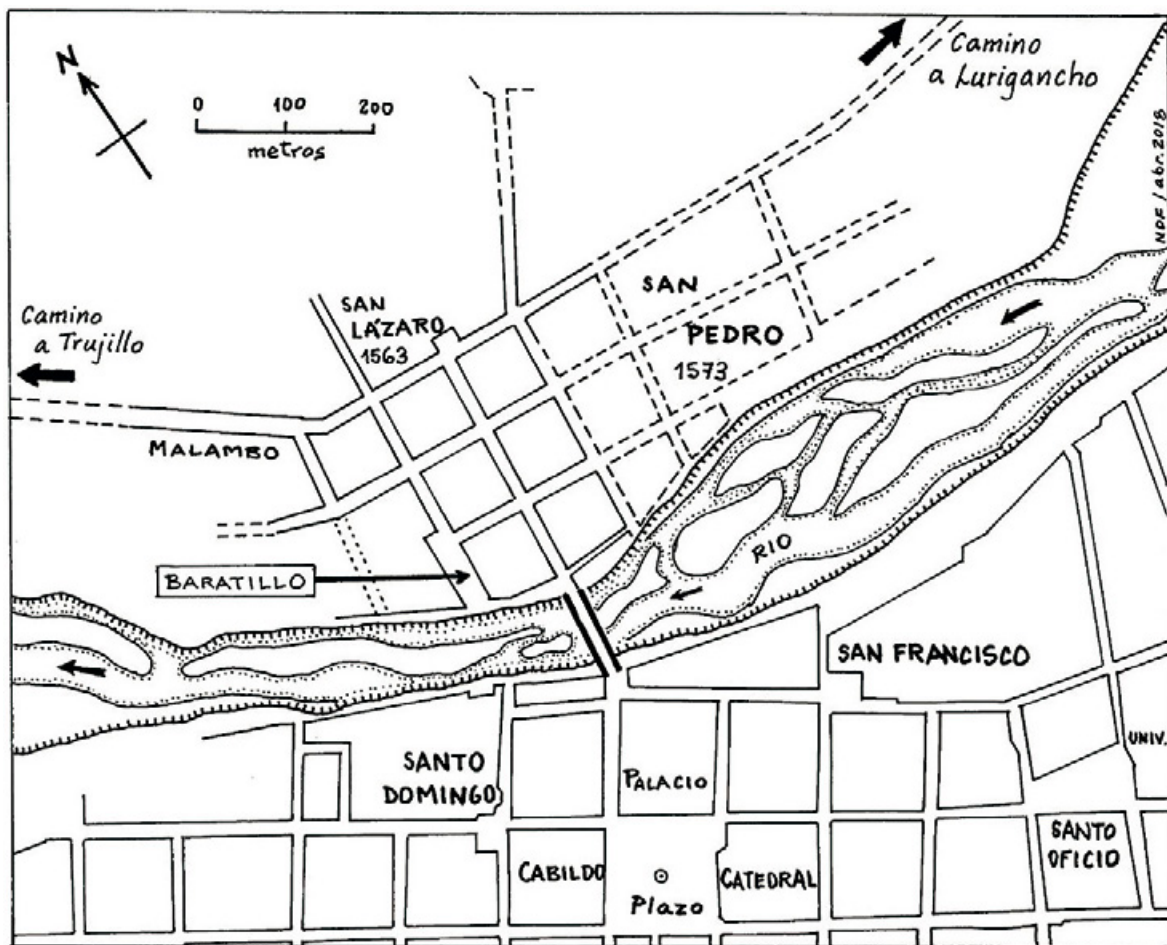 N
0 100 200
metros
Camino
a Lurigancho
NDF / abr. 2018
SAN
LÁZARO
1563
SAN
PEDRO
1573
Camino
a Trujillo
MALAMBO
BARATILLO
RIO
SAN FRANCISCO
SANTO
DOMINGO
PALACIO
UNIV.
CABILDO
Plazo
CATEDRAL
SANTO
OFICIO